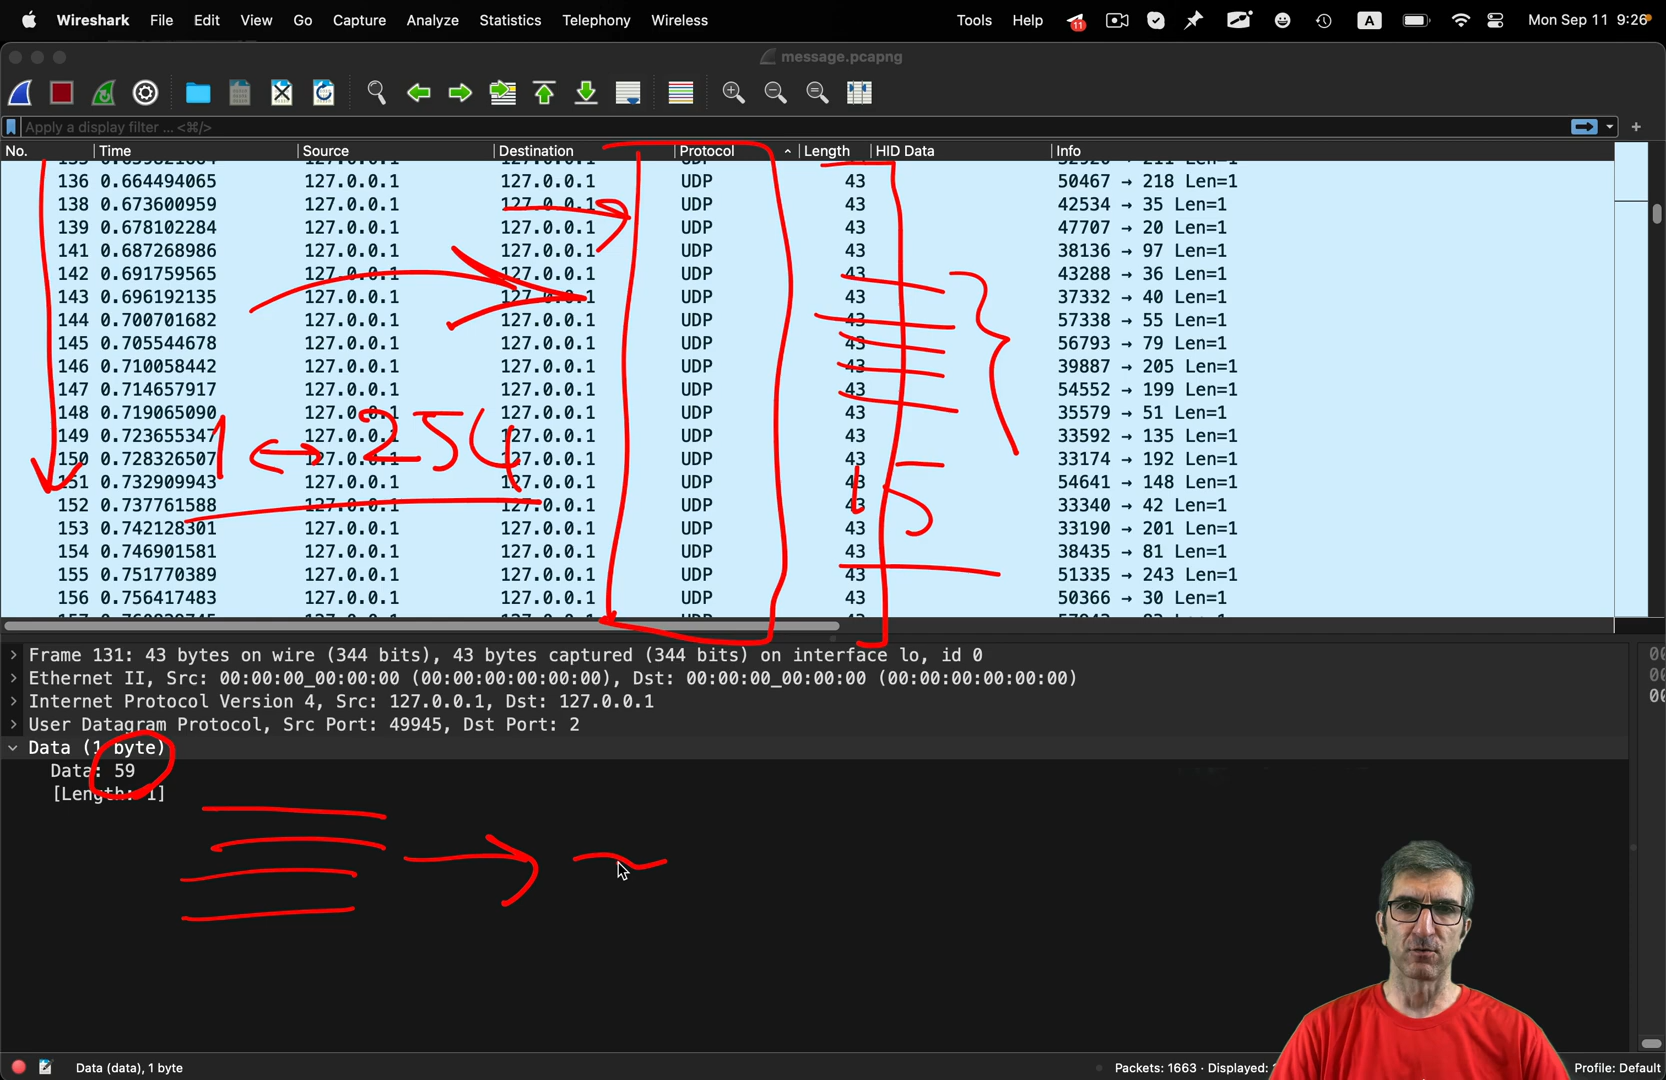 Wireshark File Edit View Go Capture Analyze Statistics Telephony Wireless Tools Help 11 A Mon Sep 11 9:26
message.pcapng
Apply a display filter ... <⌘/> +
No. Time Source Destination Protocol Length HID Data Info
136 0.664494065 127.0.0.1 127.0.0.1 UDP 43 50467 → 218 Len=1
138 0.673600959 127.0.0.1 127.0.0.1 UDP 43 42534 → 35 Len=1
139 0.678102284 127.0.0.1 127.0.0.1 UDP 43 47707 → 20 Len=1
141 0.687268986 127.0.0.1 127.0.0.1 UDP 43 38136 → 97 Len=1
142 0.691759565 127.0.0.1 127.0.0.1 UDP 43 43288 → 36 Len=1
143 0.696192135 127.0.0.1 127.0.0.1 UDP 43 37332 → 40 Len=1
144 0.700701682 127.0.0.1 127.0.0.1 UDP 43 57338 → 55 Len=1
145 0.705544678 127.0.0.1 127.0.0.1 UDP 43 56793 → 79 Len=1
146 0.710058442 127.0.0.1 127.0.0.1 UDP 43 39887 → 205 Len=1
147 0.714657917 127.0.0.1 127.0.0.1 UDP 43 54552 → 199 Len=1
148 0.719065090 127.0.0.1 127.0.0.1 UDP 43 35579 → 51 Len=1
149 0.723655347 127.0.0.1 127.0.0.1 UDP 43 33592 → 135 Len=1
1 ↔ 254
150 0.728326507 127.0.0.1 127.0.0.1 UDP 43 33174 → 192 Len=1
151 0.732909943 127.0.0.1 127.0.0.1 UDP 43 54641 → 148 Len=1
152 0.737761588 127.0.0.1 127.0.0.1 UDP 43 33340 → 42 Len=1
153 0.742128301 127.0.0.1 127.0.0.1 UDP 43 33190 → 201 Len=1
154 0.746901581 127.0.0.1 127.0.0.1 UDP 43 38435 → 81 Len=1
155 0.751770389 127.0.0.1 127.0.0.1 UDP 43 51335 → 243 Len=1
156 0.756417483 127.0.0.1 127.0.0.1 UDP 43 50366 → 30 Len=1
Frame 131: 43 bytes on wire (344 bits), 43 bytes captured (344 bits) on interface lo, id 0
Ethernet II, Src: 00:00:00_00:00:00 (00:00:00:00:00:00), Dst: 00:00:00_00:00:00 (00:00:00:00:00:00)
Internet Protocol Version 4, Src: 127.0.0.1, Dst: 127.0.0.1
User Datagram Protocol, Src Port: 49945, Dst Port: 2
Data (1 byte)
Data: 59
[Length: 1]
Data (data), 1 byte Packets: 1663 · Displayed: Profile: Default